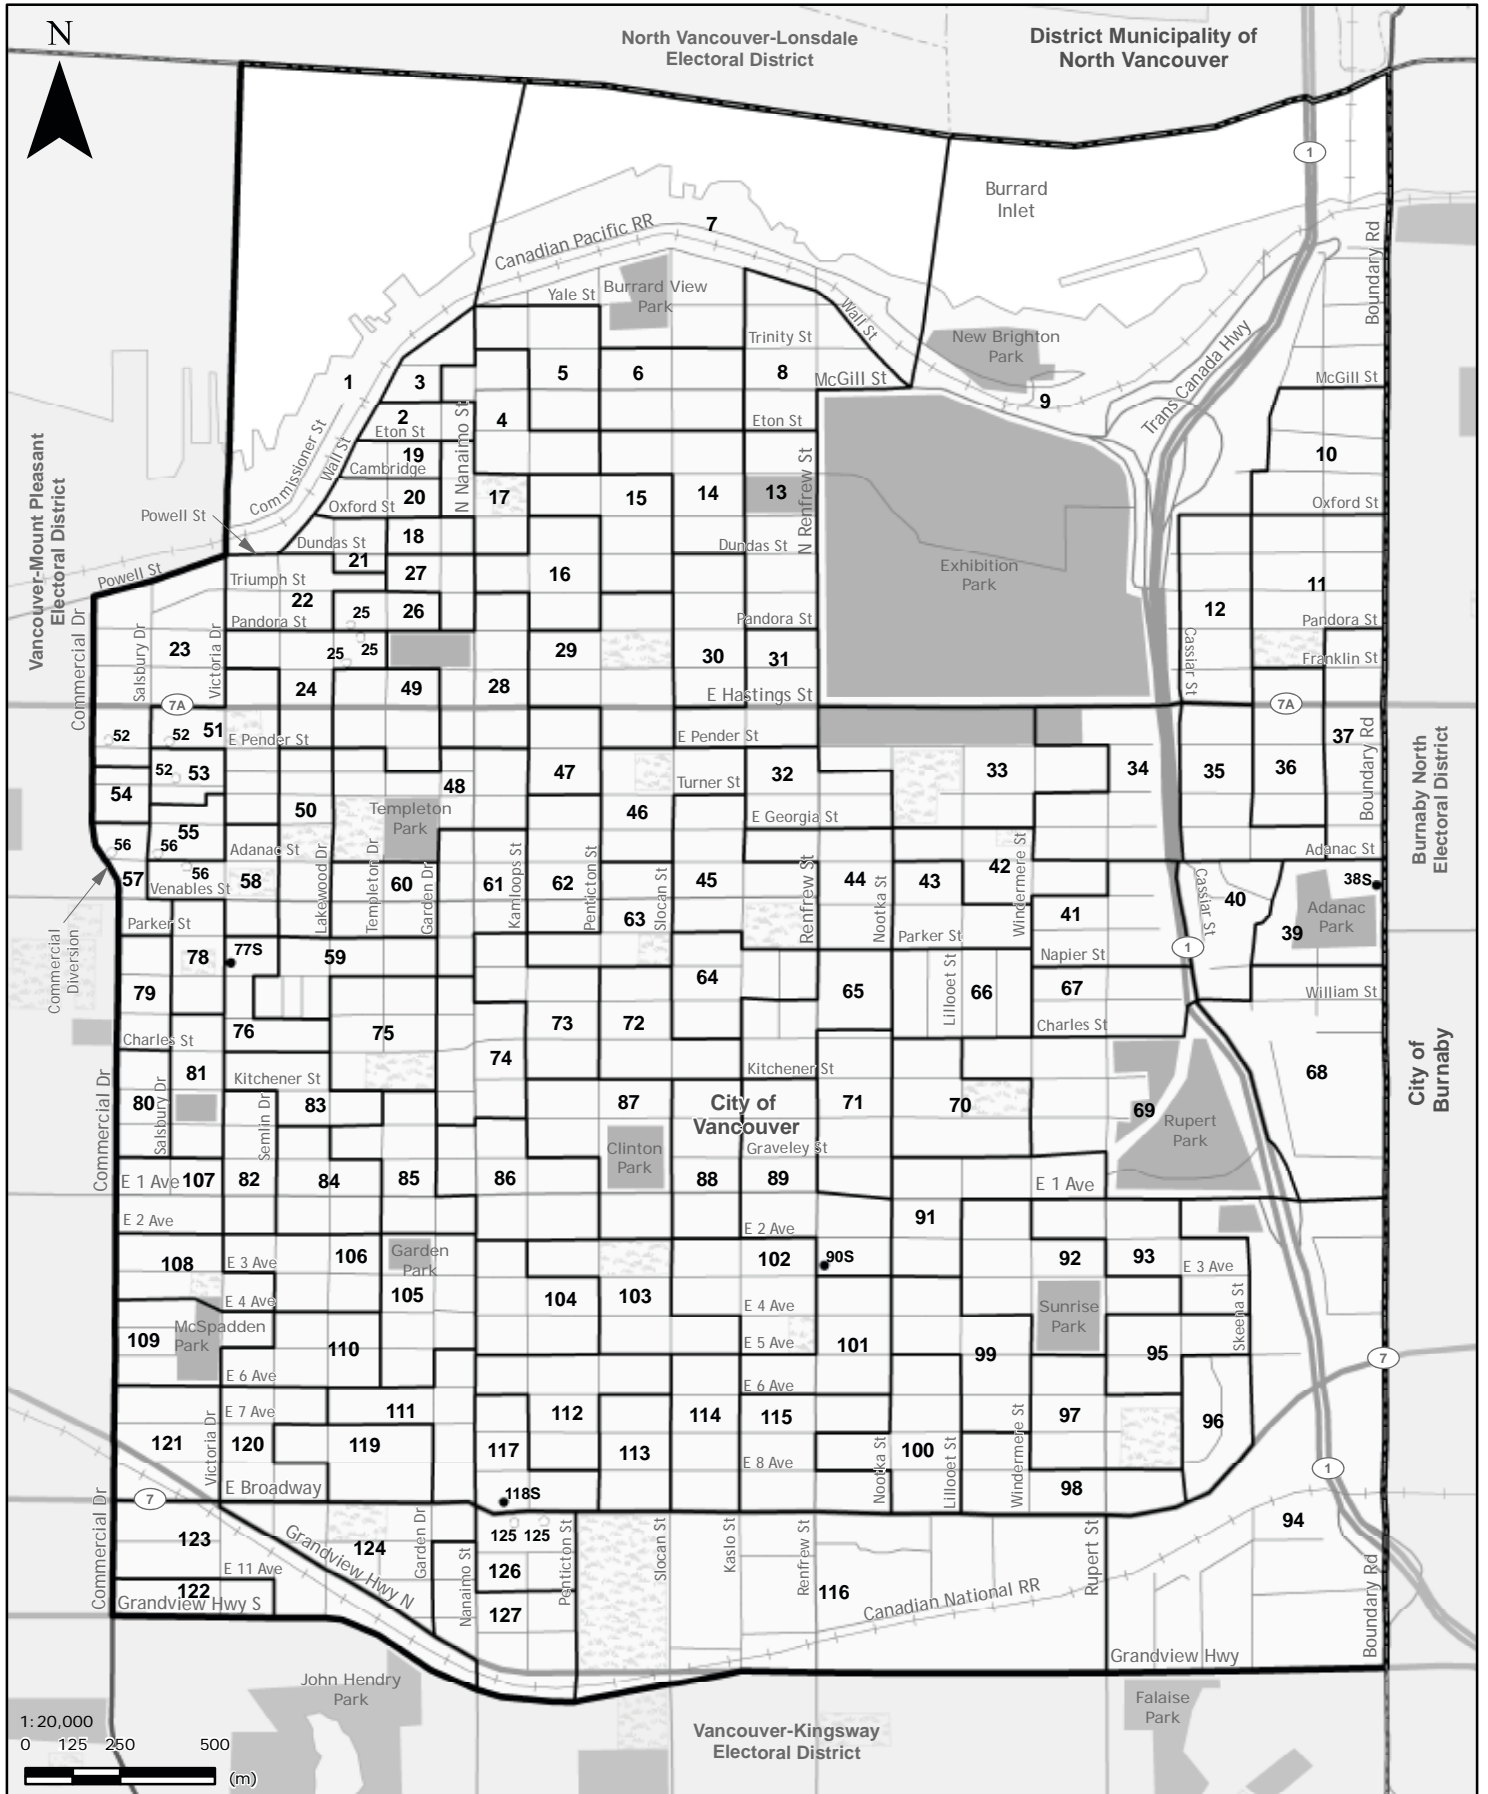 N
North Vancouver-Lonsdale
Electoral District
District Municipality of
North Vancouver
1
Burrard
Inlet
7
Canadian Pacific RR
Boundary Rd
Yale St
Burrard View
Park
Wall St
Trinity St
New Brighton
Park
Trans Canada Hwy
1
3
5
6
8
McGill St
McGill St
9
2
4
Eton St
Eton St
N Nanaimo St
Commissioner St
Wall St
19
Cambridge
10
Vancouver-Mount Pleasant
Electoral District
20
17
15
14
13
N Renfrew St
Oxford St
Oxford St
Powell St
18
Dundas St
Dundas St
21
Powell St
Triumph St
27
16
Exhibition
Park
11
22
25
26
12
Pandora St
Pandora St
Pandora St
Commercial Dr
Salsbury Dr
Victoria Dr
23
25
25
29
30
31
Cassiar St
Franklin St
24
49
28
E Hastings St
7A
7A
52
52
51
E Pender St
E Pender St
37
Boundary Rd
Burnaby North
Electoral District
52
53
47
32
33
34
35
36
Turner St
48
54
50
Templeton
Park
46
E Georgia St
55
56
56
Adanac St
Adanac St
56
57
Venables St
58
Lakewood Dr
Templeton Dr
60
Garden Dr
61
Kamloops St
62
Penticton St
Slocan St
45
Renfrew St
44
Nootka St
43
42
Windermere St
38S
Cassiar St
40
Adanac
Park
39
Parker St
63
41
Parker St
Commercial
Diversion
78
77S
59
1
Napier St
64
79
65
Lillooet St
66
67
William St
76
75
73
72
Charles St
Charles St
74
81
Kitchener St
Kitchener St
68
City of
Burnaby
80
Salsbury Dr
Commercial Dr
83
Semlin Dr
87
City of
Vancouver
71
70
69
Rupert
Park
Clinton
Park
Graveley St
E 1 Ave
107
82
84
85
86
88
89
E 1 Ave
E 2 Ave
E 2 Ave
91
108
E 3 Ave
106
Garden
Park
102
90S
92
93
E 3 Ave
105
104
103
E 4 Ave
E 4 Ave
Sunrise
Park
Skeena St
109
McSpadden
Park
110
E 5 Ave
101
99
95
7
E 6 Ave
E 6 Ave
E 7 Ave
111
112
114
115
97
96
Windermere St
121
Victoria Dr
120
119
117
113
E 8 Ave
Nootka St
100
Lillooet St
1
E Broadway
98
7
118S
Commercial Dr
123
Grandview Hwy N
124
Garden Dr
Nanaimo St
125
125
Penticton St
Slocan St
Kaslo St
Renfrew St
Rupert St
94
E 11 Ave
126
122
Grandview Hwy S
127
116
Canadian National RR
Boundary Rd
Grandview Hwy
John Hendry
Park
Falaise
Park
1:20,000
Vancouver-Kingsway
Electoral District
0 125 250 500
(m)